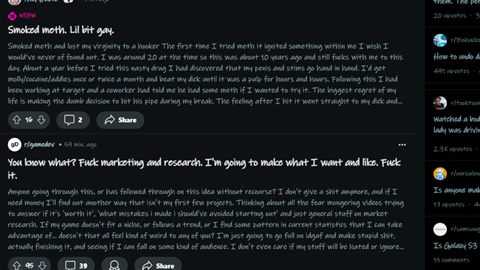 NSFW
Smoked meth. Lil bit gay.
Smoked meth and lost my virginity to a hooker The first time I tried meth it ignited something within me I wish I
would've never of found out. I was around 20 at the time so this was about 10 years ago and still fucks with me to this
day. About a year before I tried this nasty drug I had discovered that my penis and stims go hand in hand. I'd get
molly/cocaine/addies once or twice a month and beat my dick until it was a pulp for hours and hours. Following this I had
been working at target and a coworker had told me he had some meth if I wanted to try it. The biggest regret of my
life is making the dumb decision to hit his pipe during my break. The feeling after I hit it went straight to my dick and...
16
2
Share
r/gamedev • 59 min. ago
You know what? Fuck marketing and research. I'm going to make what I want and like. Fuck
it.
Anyone going through this, or has followed through on this idea without recourse? I don't give a shit anymore, and if I
need money I'll find out another way that isn't my first few projects. Thinking about all the fear mongering videos trying
to answer if it's 'worth it', 'what mistakes i made i should've avoided starting out' and just general stuff on market
research. If my game doesn't fit a niche, or follows a trend, or I find some pattern in current statistics that I can take
advantage of... doesn't that all feel kind of weird to any of you? I'm just going to go full on idgaf and make stupid shit,
actually finishing it, and seeing if I can fall on some kind of audience. I don't even care if my stuff will be hated or ignore...
95
39
Share
20 upvotes
How to undo d
491 upvotes
r/tooktoom
Watched a bod
lady was drivin
2.3K upvotes
r/unrealen
Is anyone mak
17 upvotes
r/samsung
Is Galaxy S3
55 comments